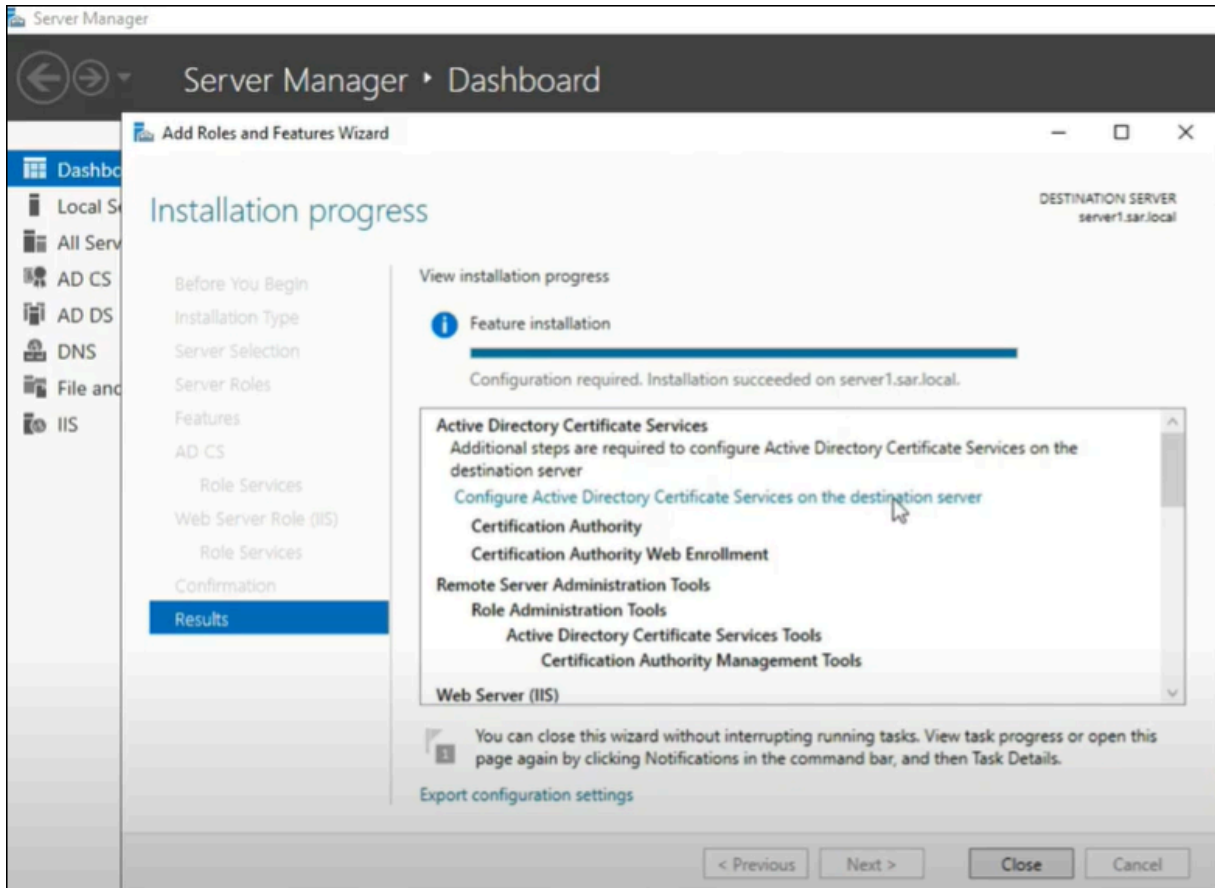 Server Manager
Server Manager ‣ Dashboard
Add Roles and Features Wizard
Dashbo
Local Se
All Serv
AD CS
AD DS
DNS
File and
IIS
Installation progress
DESTINATION SERVER
server1.sar.local
Before You Begin
Installation Type
Server Selection
Server Roles
Features
AD CS
Role Services
Web Server Role (IIS)
Role Services
Confirmation
Results
View installation progress
Feature installation
Configuration required. Installation succeeded on server1.sar.local.
Active Directory Certificate Services
Additional steps are required to configure Active Directory Certificate Services on the
destination server
Configure Active Directory Certificate Services on the destination server
Certification Authority
Certification Authority Web Enrollment
Remote Server Administration Tools
Role Administration Tools
Active Directory Certificate Services Tools
Certification Authority Management Tools
Web Server (IIS)
1
You can close this wizard without interrupting running tasks. View task progress or open this
page again by clicking Notifications in the command bar, and then Task Details.
Export configuration settings
< Previous
Next >
Close
Cancel